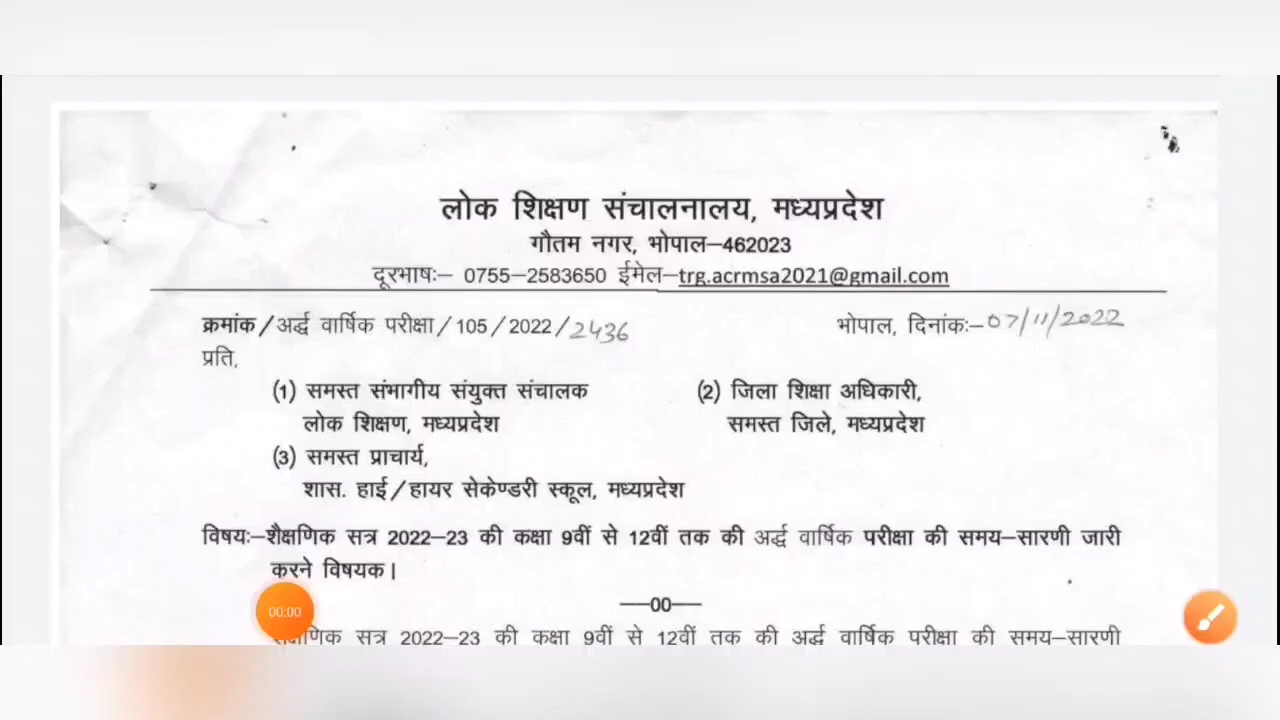 लोक शिक्षण संचालनालय, मध्यप्रदेश
गौतम नगर, भोपाल–462023
दूरभाषः– 0755–2583650 ईमेल–trg.acrmsa2021@gmail.com
क्रमांक/अर्द्ध वार्षिक परीक्षा/105/2022/2436 भोपाल, दिनांकः–07/11/2022
प्रति,
(1) समस्त संभागीय संयुक्त संचालक (2) जिला शिक्षा अधिकारी,
लोक शिक्षण, मध्यप्रदेश समस्त जिले, मध्यप्रदेश
(3) समस्त प्राचार्य,
शास. हाई/हायर सेकेण्डरी स्कूल, मध्यप्रदेश
विषयः–शैक्षणिक सत्र 2022–23 की कक्षा 9वीं से 12वीं तक की अर्द्ध वार्षिक परीक्षा की समय–सारणी जारी
करने विषयक।
––00––
00:00
सत्र 2022–23 की कक्षा 9वीं से 12वीं तक की अर्द्ध वार्षिक परीक्षा की समय–सारणी